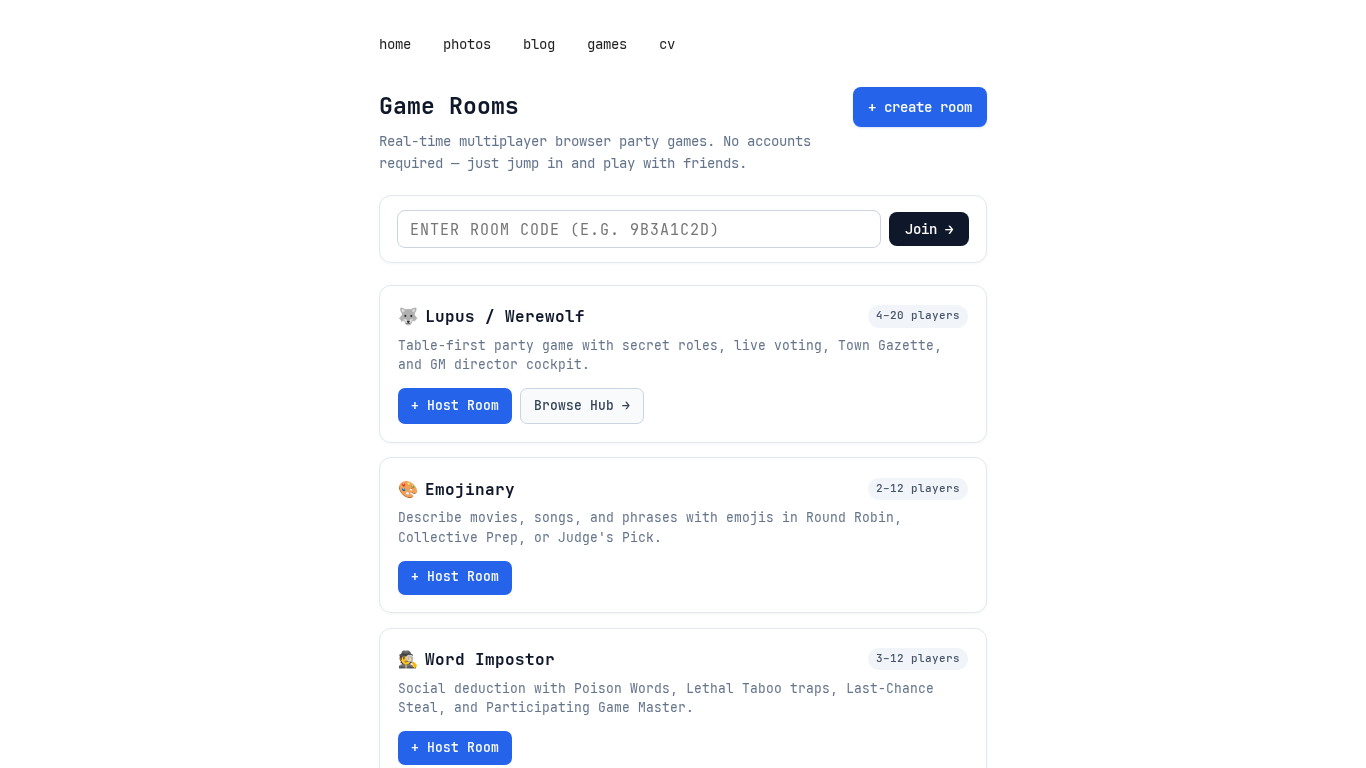 home photos blog games cv
Game Rooms
+ create room
Real-time multiplayer browser party games. No accounts
required — just jump in and play with friends.
ENTER ROOM CODE (E.G. 9B3A1C2D)
Join →
Lupus / Werewolf
4–20 players
Table-first party game with secret roles, live voting, Town Gazette,
and GM director cockpit.
+ Host Room
Browse Hub →
Emojinary
2–12 players
Describe movies, songs, and phrases with emojis in Round Robin,
Collective Prep, or Judge's Pick.
+ Host Room
Word Impostor
3–12 players
Social deduction with Poison Words, Lethal Taboo traps, Last-Chance
Steal, and Participating Game Master.
+ Host Room